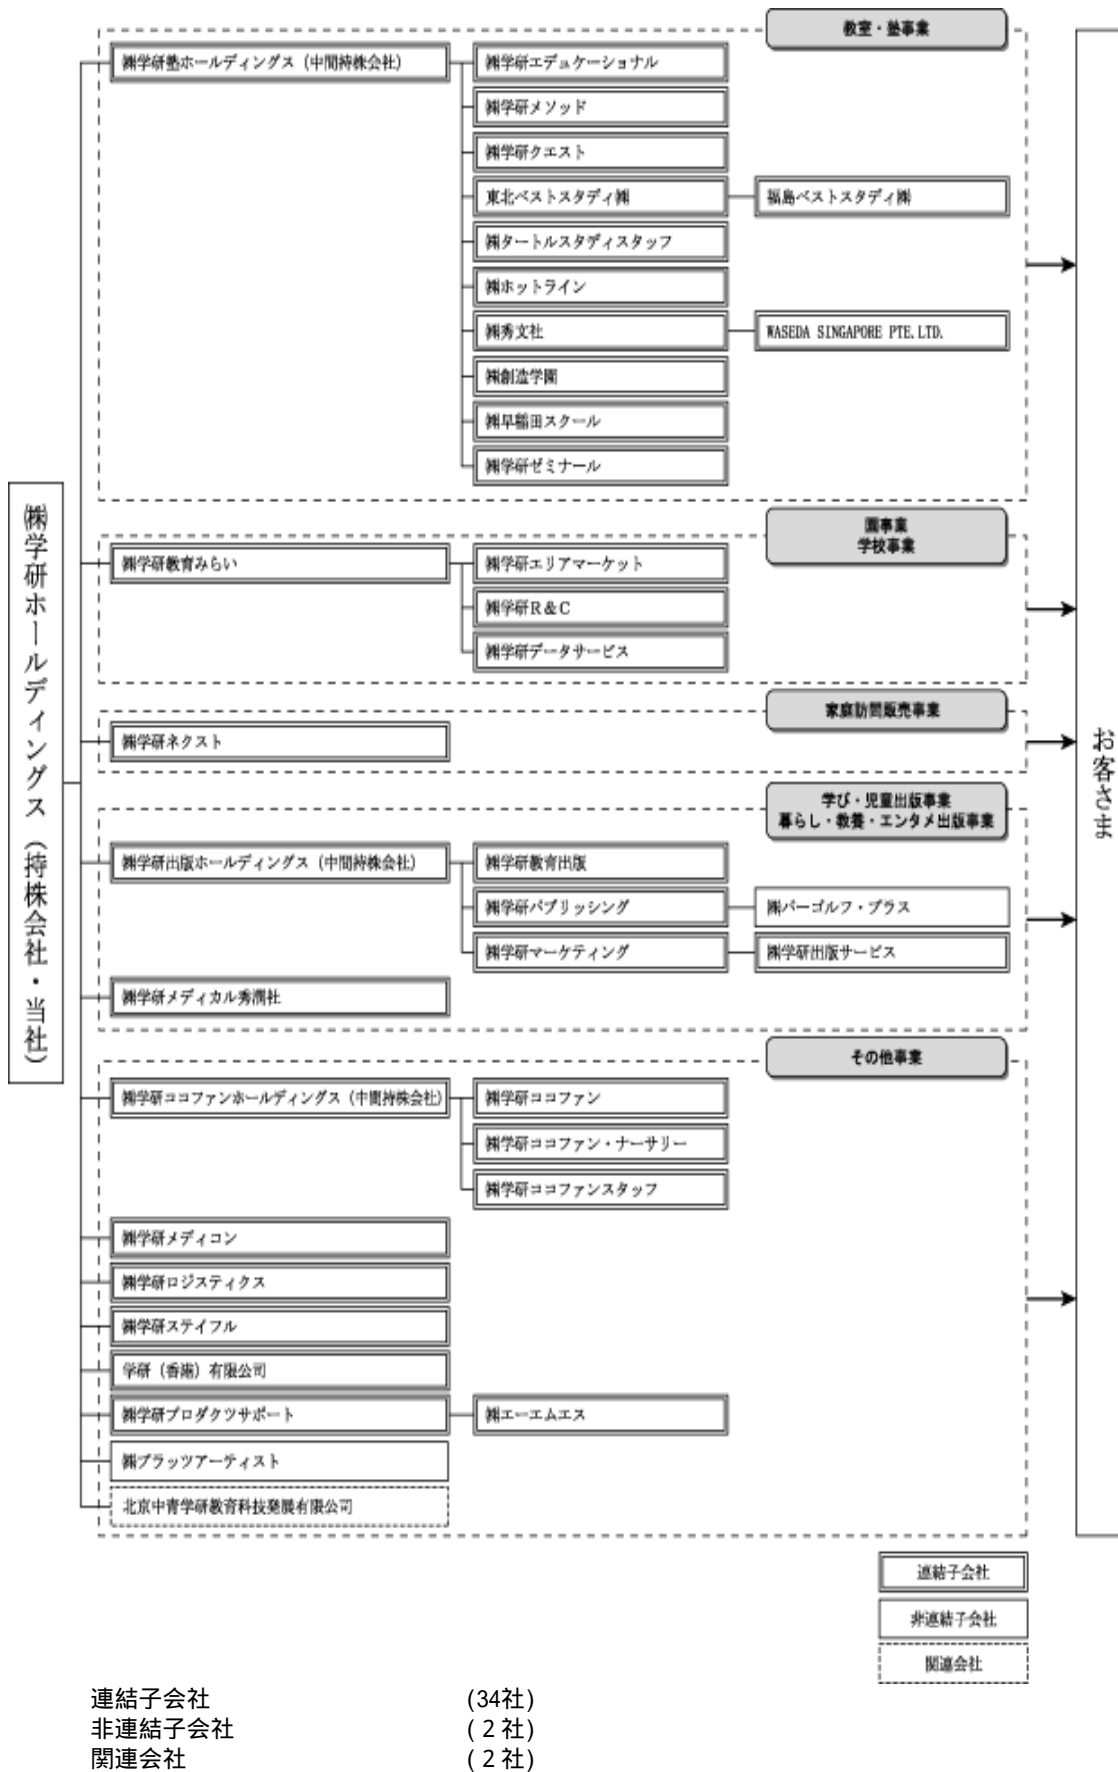 教室・塾事業
㈱学研塾ホールディングス（中間持株会社）
㈱学研エデュケーショナル
㈱学研メソッド
㈱学研クエスト
東北ベストスタディ㈱
福島ベストスタディ㈱
㈱タートルスタディスタッフ
㈱ホットライン
㈱秀文社
WASEDA SINGAPORE PTE.LTD.
㈱創造学園
㈱早稲田スクール
㈱学研ゼミナール
㈱学研ホールディングス（持株会社・当社）
園事業
学校事業
㈱学研教育みらい
㈱学研エリアマーケット
㈱学研R＆C
㈱学研データサービス
家庭訪問販売事業
㈱学研ネクスト
お客さま
学び・児童出版事業
暮らし・教養・エンタメ出版事業
㈱学研出版ホールディングス（中間持株会社）
㈱学研教育出版
㈱学研パブリッシング
㈱パーゴルフ・プラス
㈱学研マーケティング
㈱学研出版サービス
㈱学研メディカル秀潤社
その他事業
㈱学研ココファンホールディングス（中間持株会社）
㈱学研ココファン
㈱学研ココファン・ナーサリー
㈱学研ココファンスタッフ
㈱学研メディコン
㈱学研ロジスティクス
㈱学研ステイフル
学研（香港）有限公司
㈱学研プロダクツサポート
㈱エーエムエス
㈱ブラッツアーティスト
北京中青学研教育科技発展有限公司
連結子会社
非連結子会社
関連会社
連結子会社 (34社)
非連結子会社 ( 2 社)
関連会社 ( 2 社)